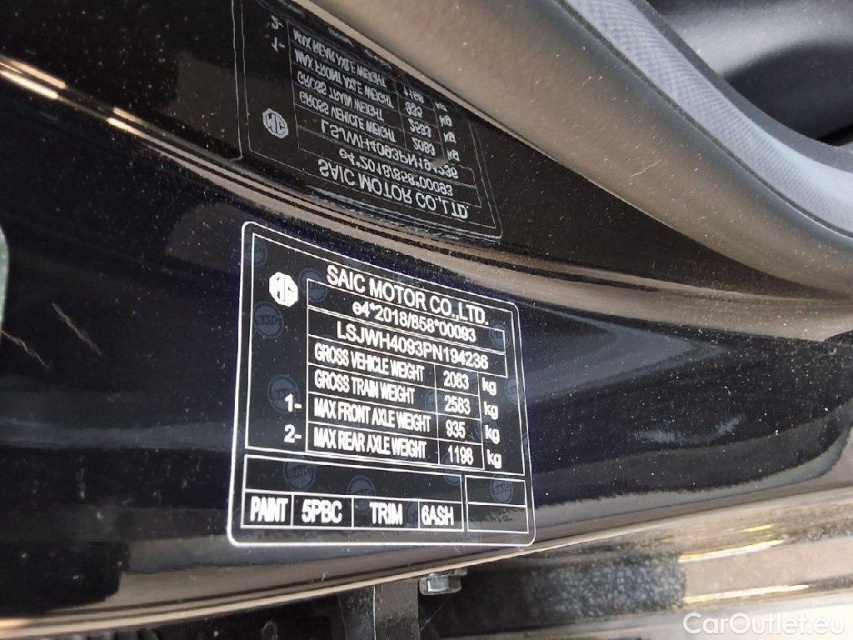 MG
SAIC MOTOR CO.,LTD.
e4*2018/858*00093
LSJWH4093PN194236
GROSS VEHICLE WEIGHT 2083 kg
GROSS TRAIN WEIGHT 2583 kg
1- MAX FRONT AXLE WEIGHT 935 kg
2- MAX REAR AXLE WEIGHT 1198 kg
PAINT 5PBC TRIM 6ASH
CarOutlet.eu